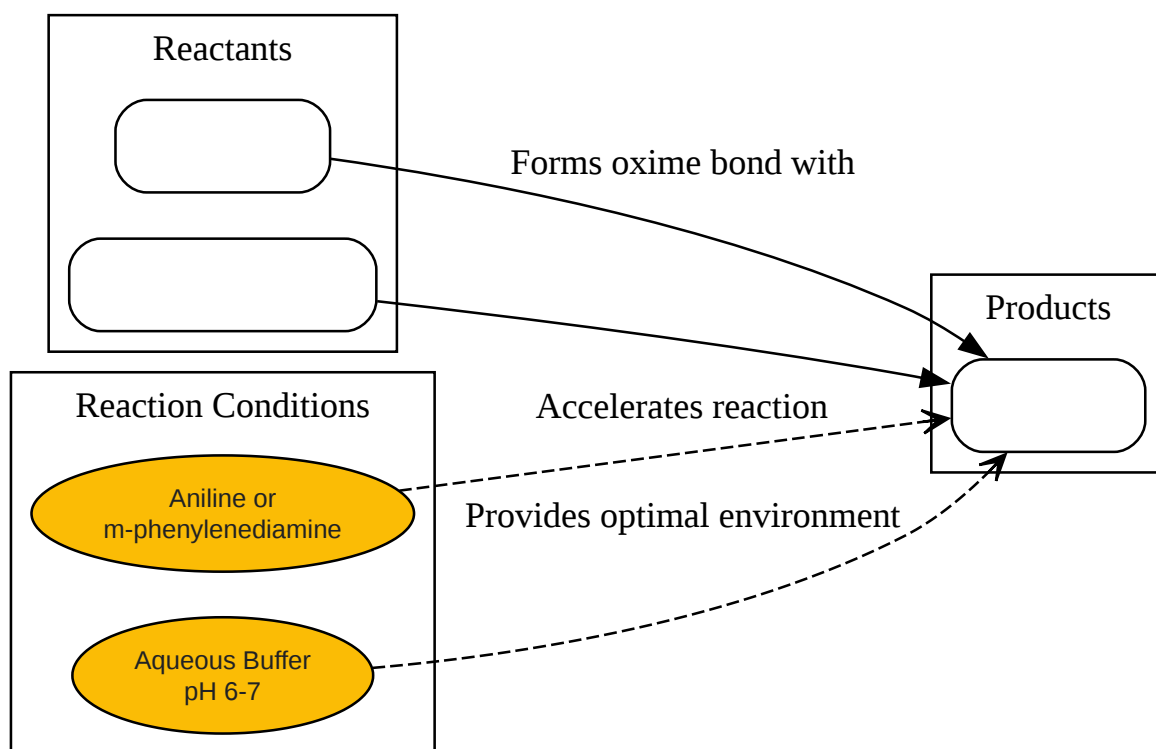 Reactants
Forms oxime bond with
Products
Reaction Conditions
Accelerates reaction
Aniline or
m-phenylenediamine
Provides optimal environment
Aqueous Buffer
pH 6-7